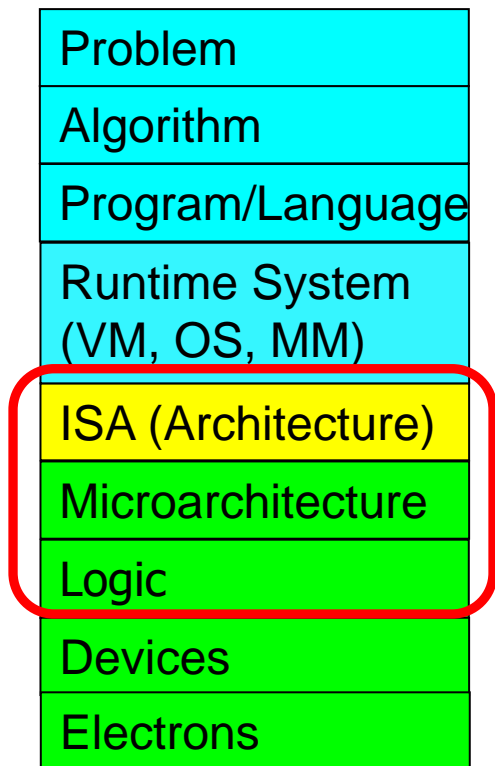 Problem
Algorithm
Program/Language
Runtime System
(VM, OS, MM)
ISA (Architecture)
Microarchitecture
Logic
Devices
Electrons